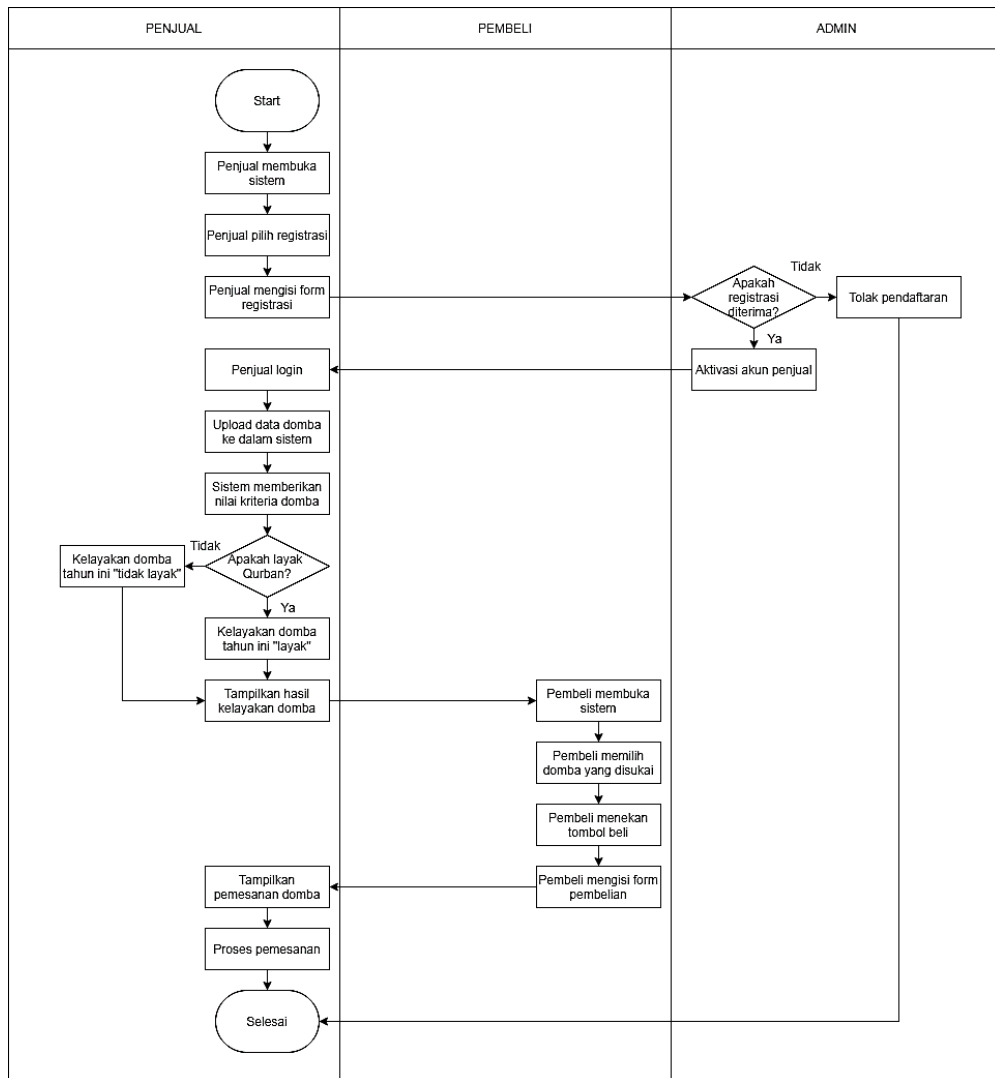 PENJUAL
PEMBELI
ADMIN
Start
Penjual membuka
sistem
Penjual pilih registrasi
Penjual mengisi form
registrasi
Apakah
registrasi
diterima?
Tidak
Tolak pendaftaran
Ya
Aktivasi akun penjual
Penjual login
Upload data domba
ke dalam sistem
Sistem memberikan
nilai kriteria domba
Apakah layak
Qurban?
Tidak
Kelayakan domba
tahun ini "tidak layak"
Ya
Kelayakan domba
tahun ini "layak"
Tampilkan hasil
kelayakan domba
Pembeli membuka
sistem
Pembeli memilih
domba yang disukai
Pembeli menekan
tombol beli
Pembeli mengisi form
pembelian
Tampilkan
pemesanan domba
Proses pemesanan
Selesai